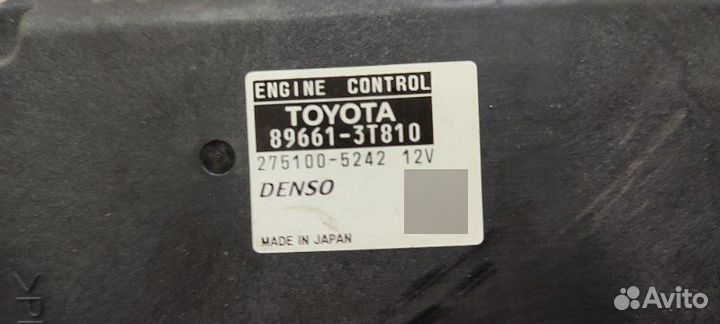 ENGINE CONTROL
TOYOTA
89661-3T810
275100-5242 12V
DENSO
MADE IN JAPAN
Avito